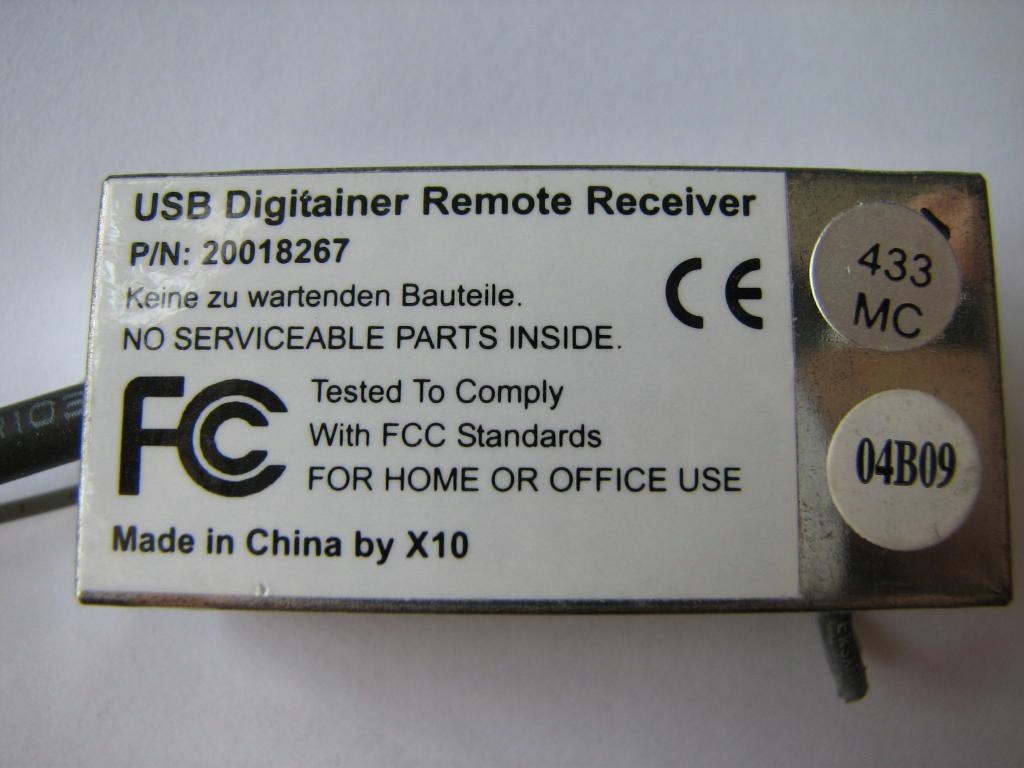 USB Digitainer Remote Receiver
P/N: 20018267
Keine zu wartenden Bauteile.
NO SERVICEABLE PARTS INSIDE.
CE
FC
Tested To Comply
With FCC Standards
FOR HOME OR OFFICE USE
Made in China by X10
433
MC
04B09